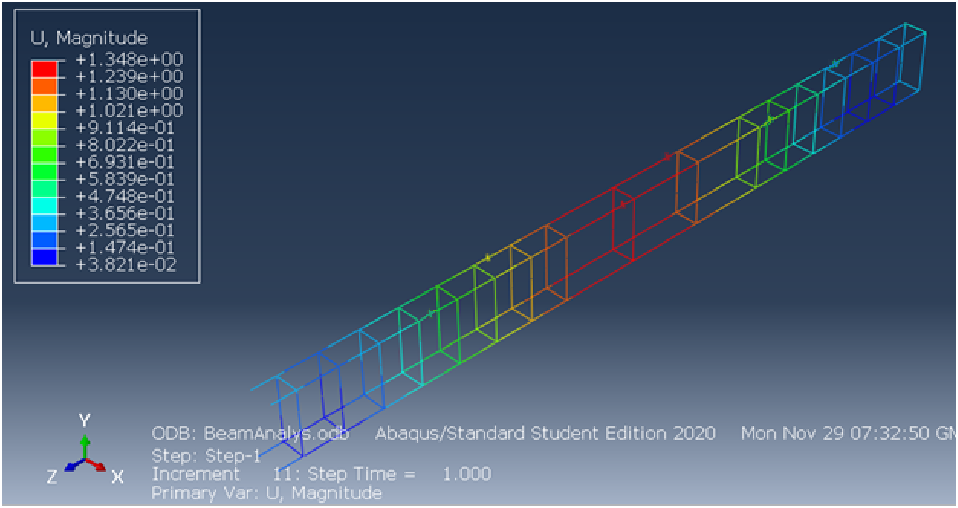 U, Magnitude
+1.348e+00
+1.239e+00
+1.130e+00
+1.021e+00
+9.114e-01
+8.022e-01
+6.931e-01
+5.839e-01
+4.748e-01
+3.656e-01
+2.565e-01
+1.474e-01
+3.821e-02
Y
Z
X
ODB: BeamAnalys.odb Abaqus/Standard Student Edition 2020 Mon Nov 29 07:32:50 GM
Step: Step-1
Increment 11: Step Time = 1.000
Primary Var: U, Magnitude